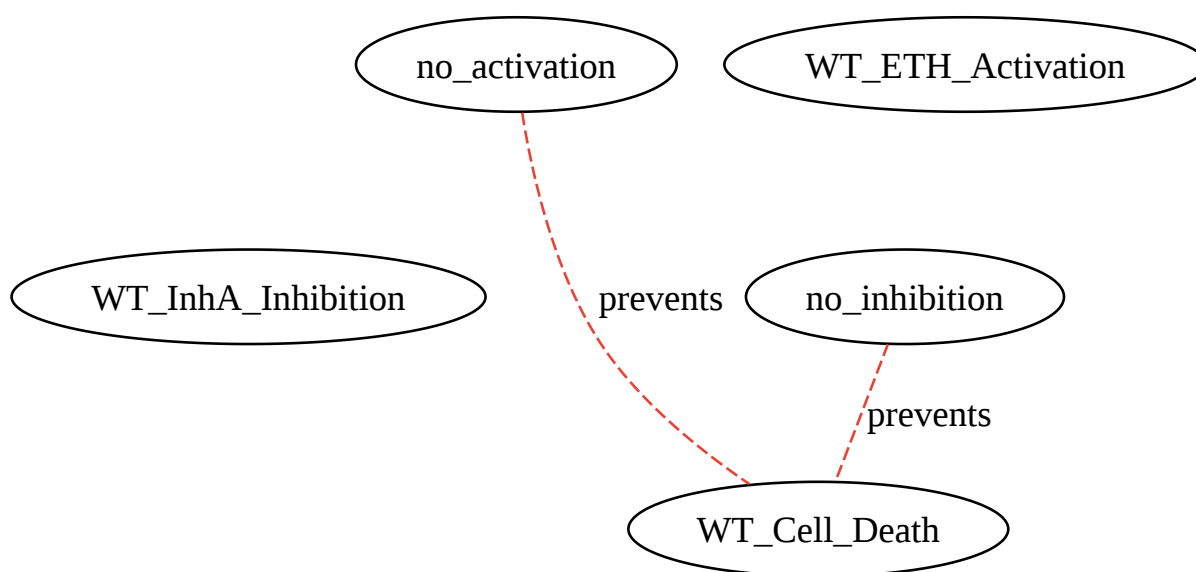 no_activation
WT_ETH_Activation
WT_InhA_Inhibition
prevents
no_inhibition
prevents
WT_Cell_Death